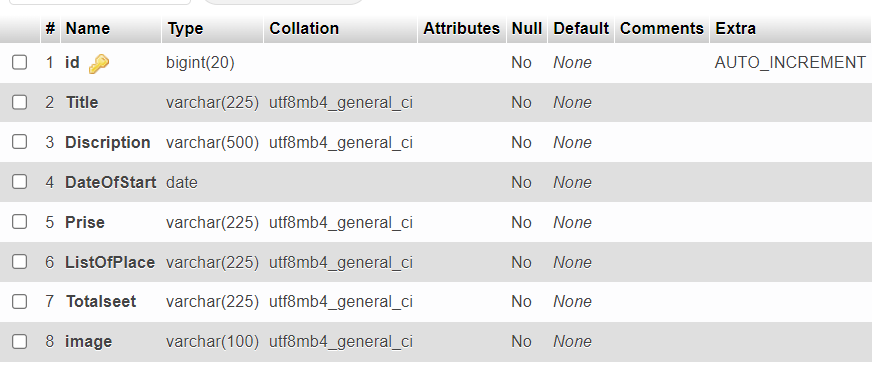 # Name Type Collation Attributes Null Default Comments Extra
1 id bigint(20) No None AUTO_INCREMENT
2 Title varchar(225) utf8mb4_general_ci No None
3 Discription varchar(500) utf8mb4_general_ci No None
4 DateOfStart date No None
5 Prise varchar(225) utf8mb4_general_ci No None
6 ListOfPlace varchar(225) utf8mb4_general_ci No None
7 Totalseet varchar(225) utf8mb4_general_ci No None
8 image varchar(100) utf8mb4_general_ci No None